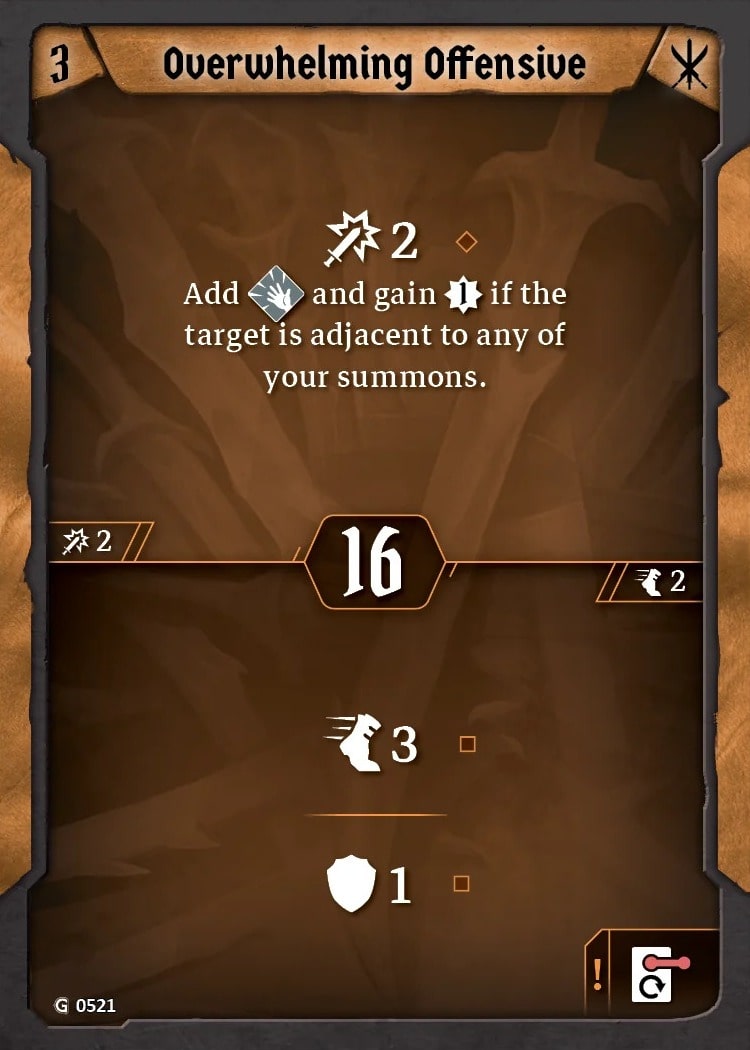 3 Overwhelming Offensive
2
Add and gain 1 if the
target is adjacent to any of
your summons.
2
16
2
3
1
!
G 0521